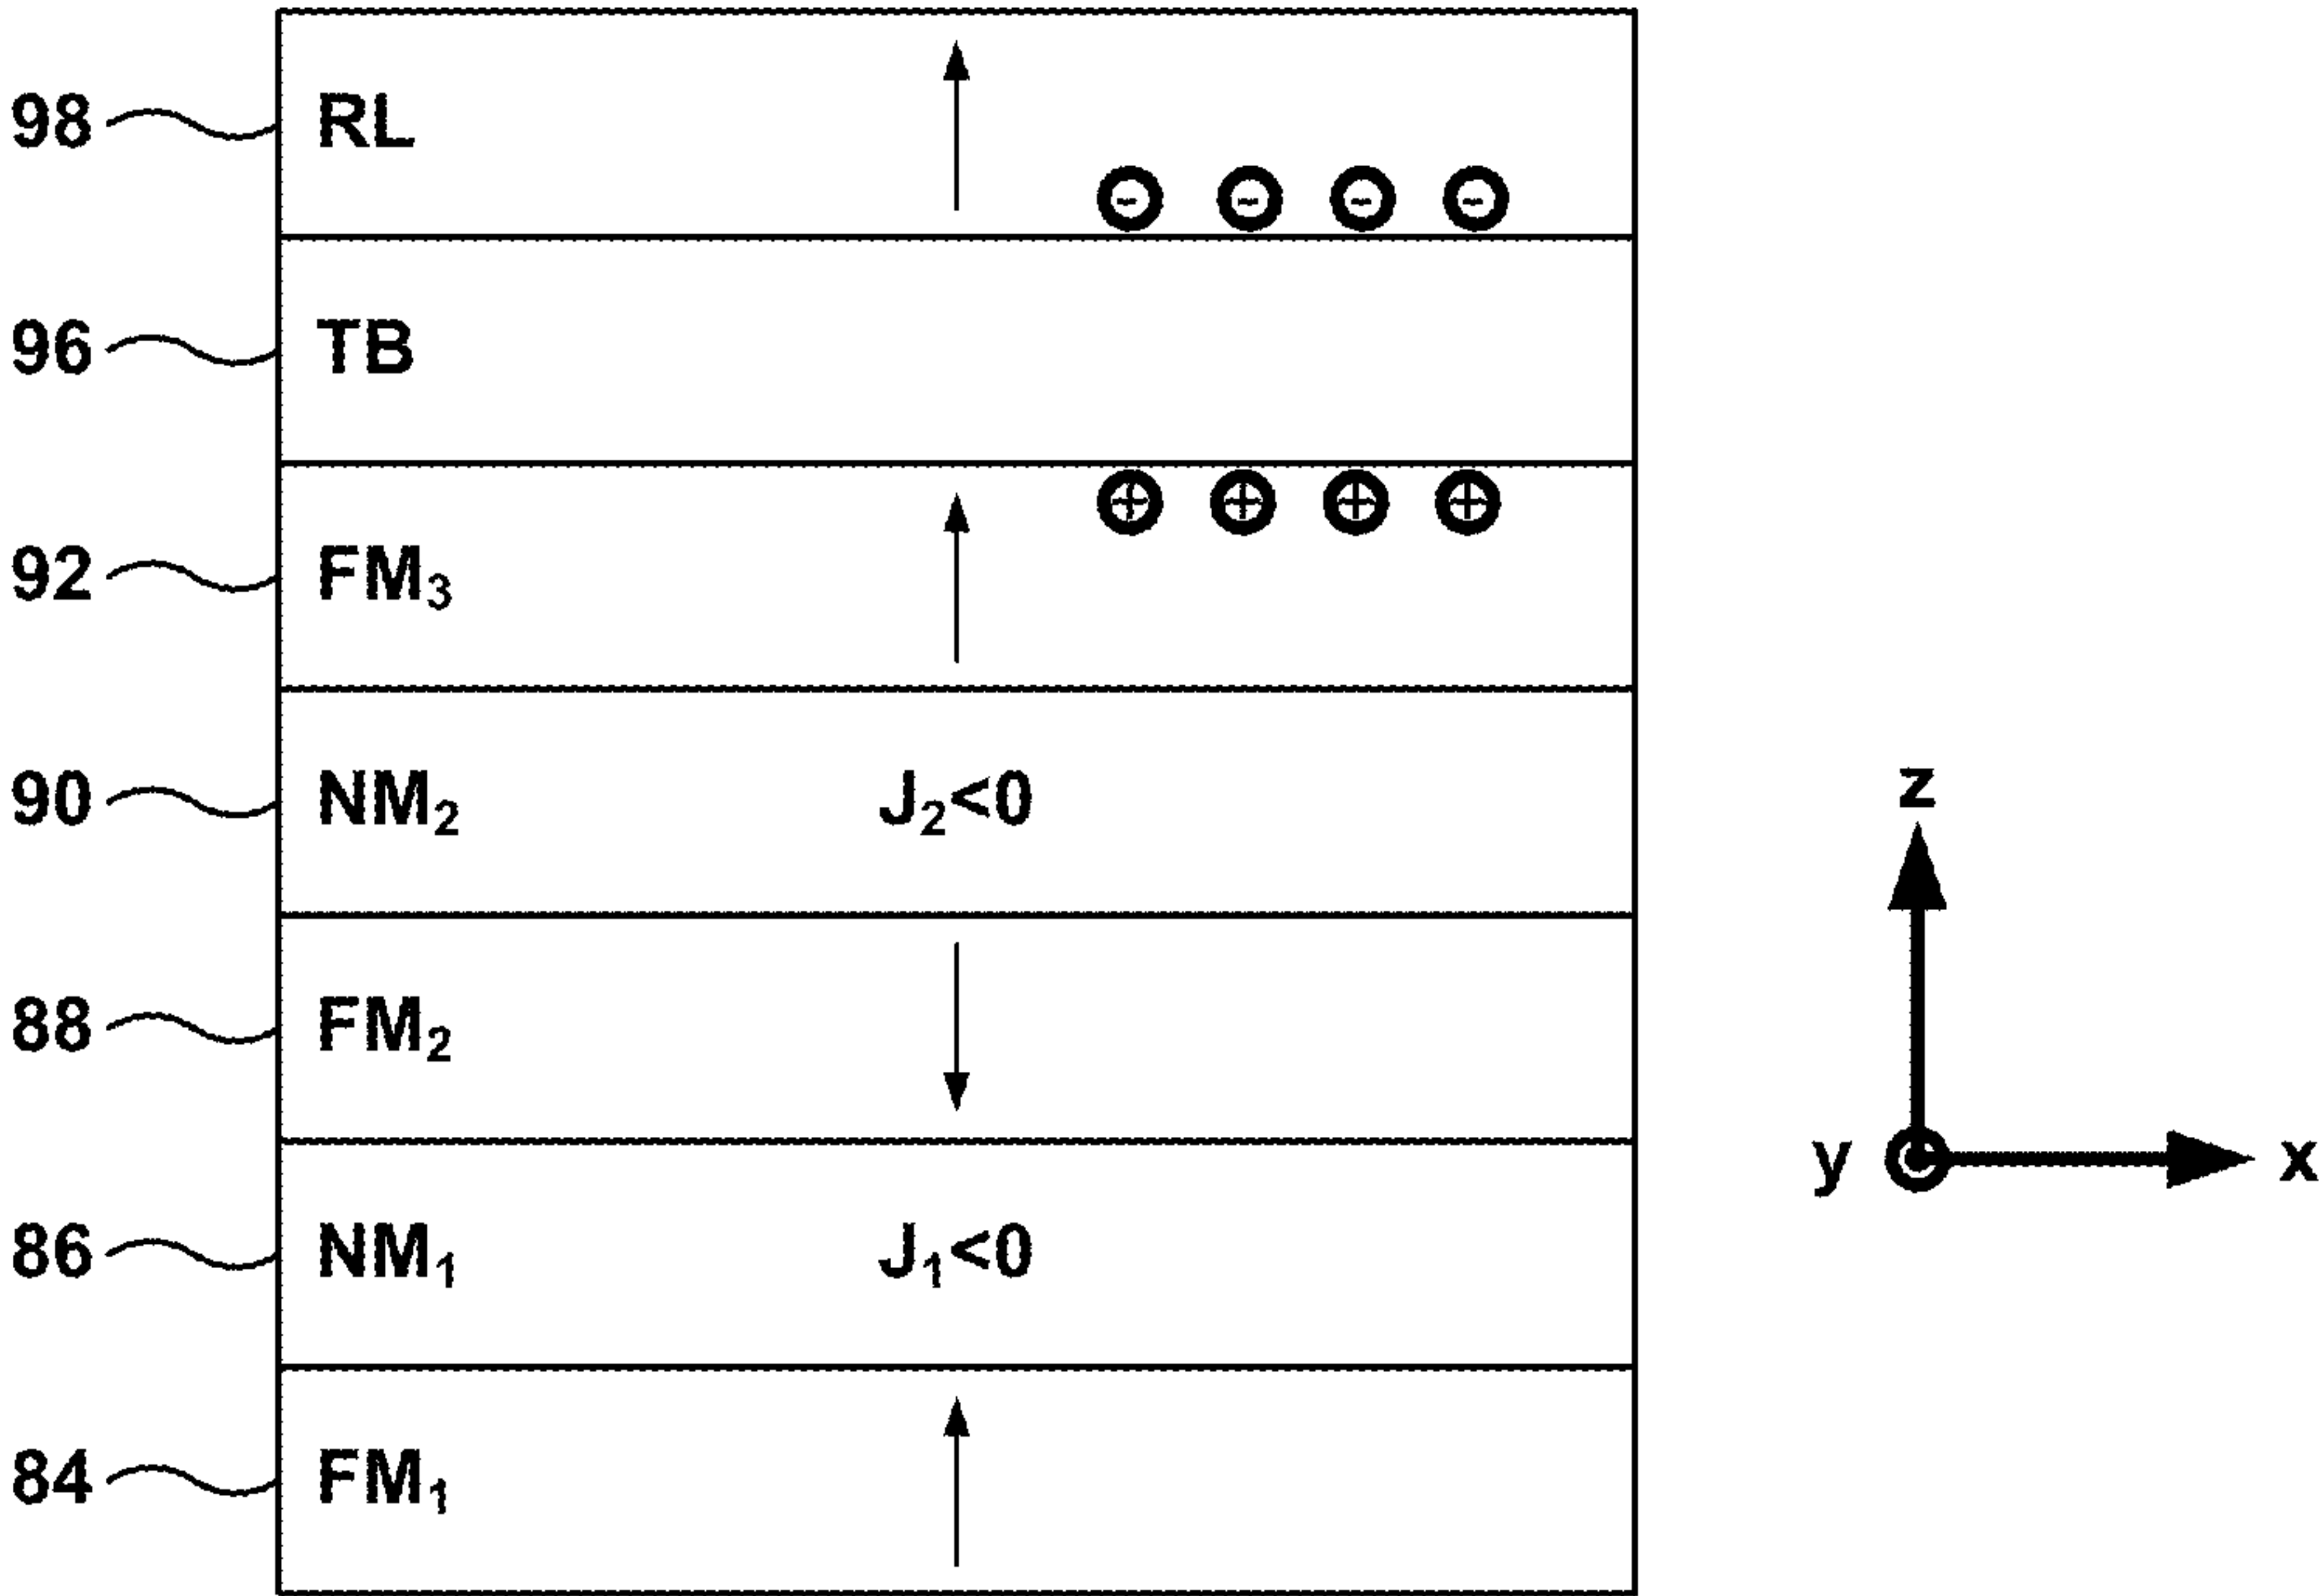 98 RL
96 TB
92 FM₃
90 NM₂ J₂<0
z
88 FM₂
y x
86 NM₁ J₁<0
84 FM₁